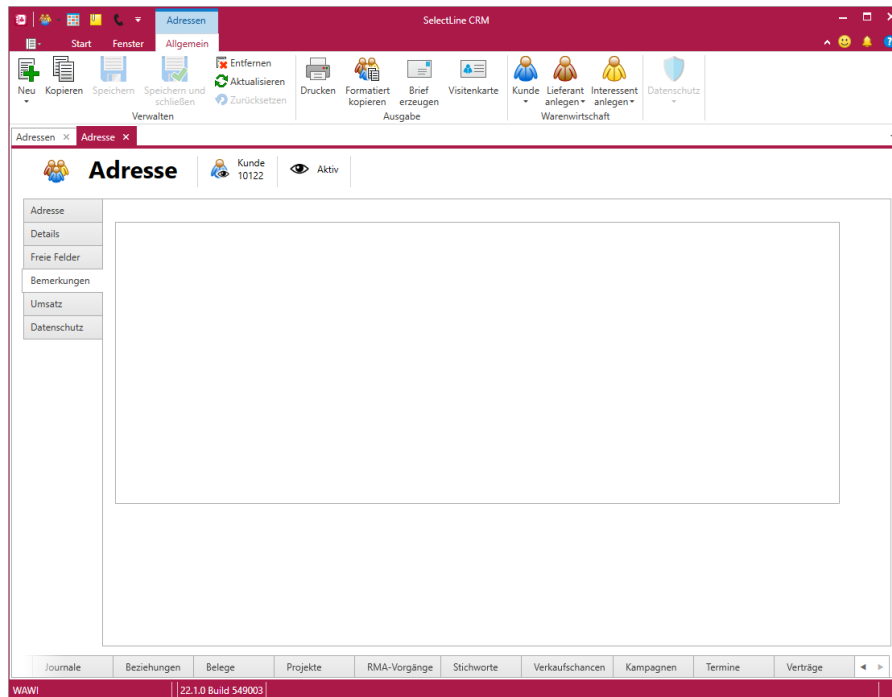 Adressen
SelectLine CRM
Start Fenster Allgemein
Neu Kopieren Speichern Speichern und schließen
Entfernen
Aktualisieren
Zurücksetzen
Verwalten
Drucken Formatiert kopieren Brief erzeugen Visitenkarte
Ausgabe
Kunde Lieferant anlegen Interessent anlegen
Warenwirtschaft
Datenschutz
Adressen × Adresse ×
Adresse
Kunde
10122
Aktiv
Adresse
Details
Freie Felder
Bemerkungen
Umsatz
Datenschutz
Journale Beziehungen Belege Projekte RMA-Vorgänge Stichworte Verkaufschancen Kampagnen Termine Verträge
WAWI 22.1.0 Build 549003